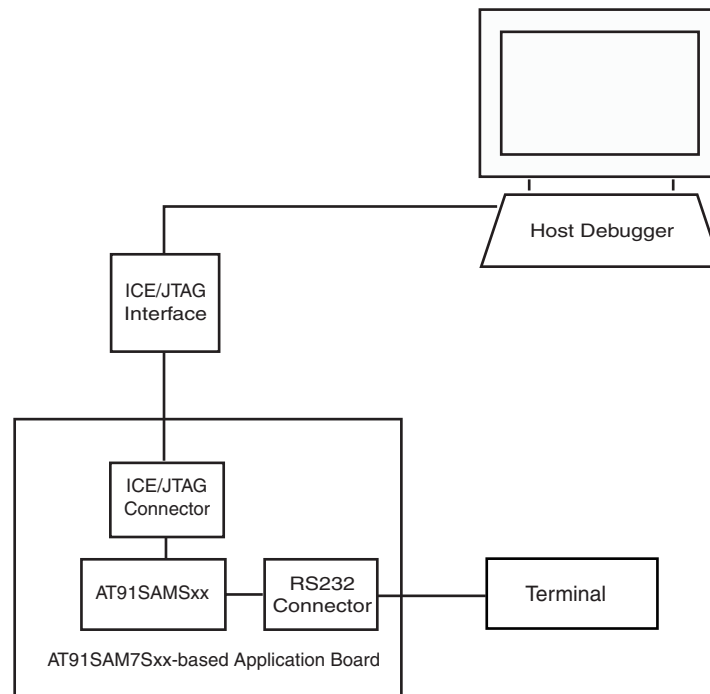 Host Debugger
ICE/JTAG
Interface
ICE/JTAG
Connector
AT91SAMSxx
RS232
Connector
Terminal
AT91SAM7Sxx-based Application Board